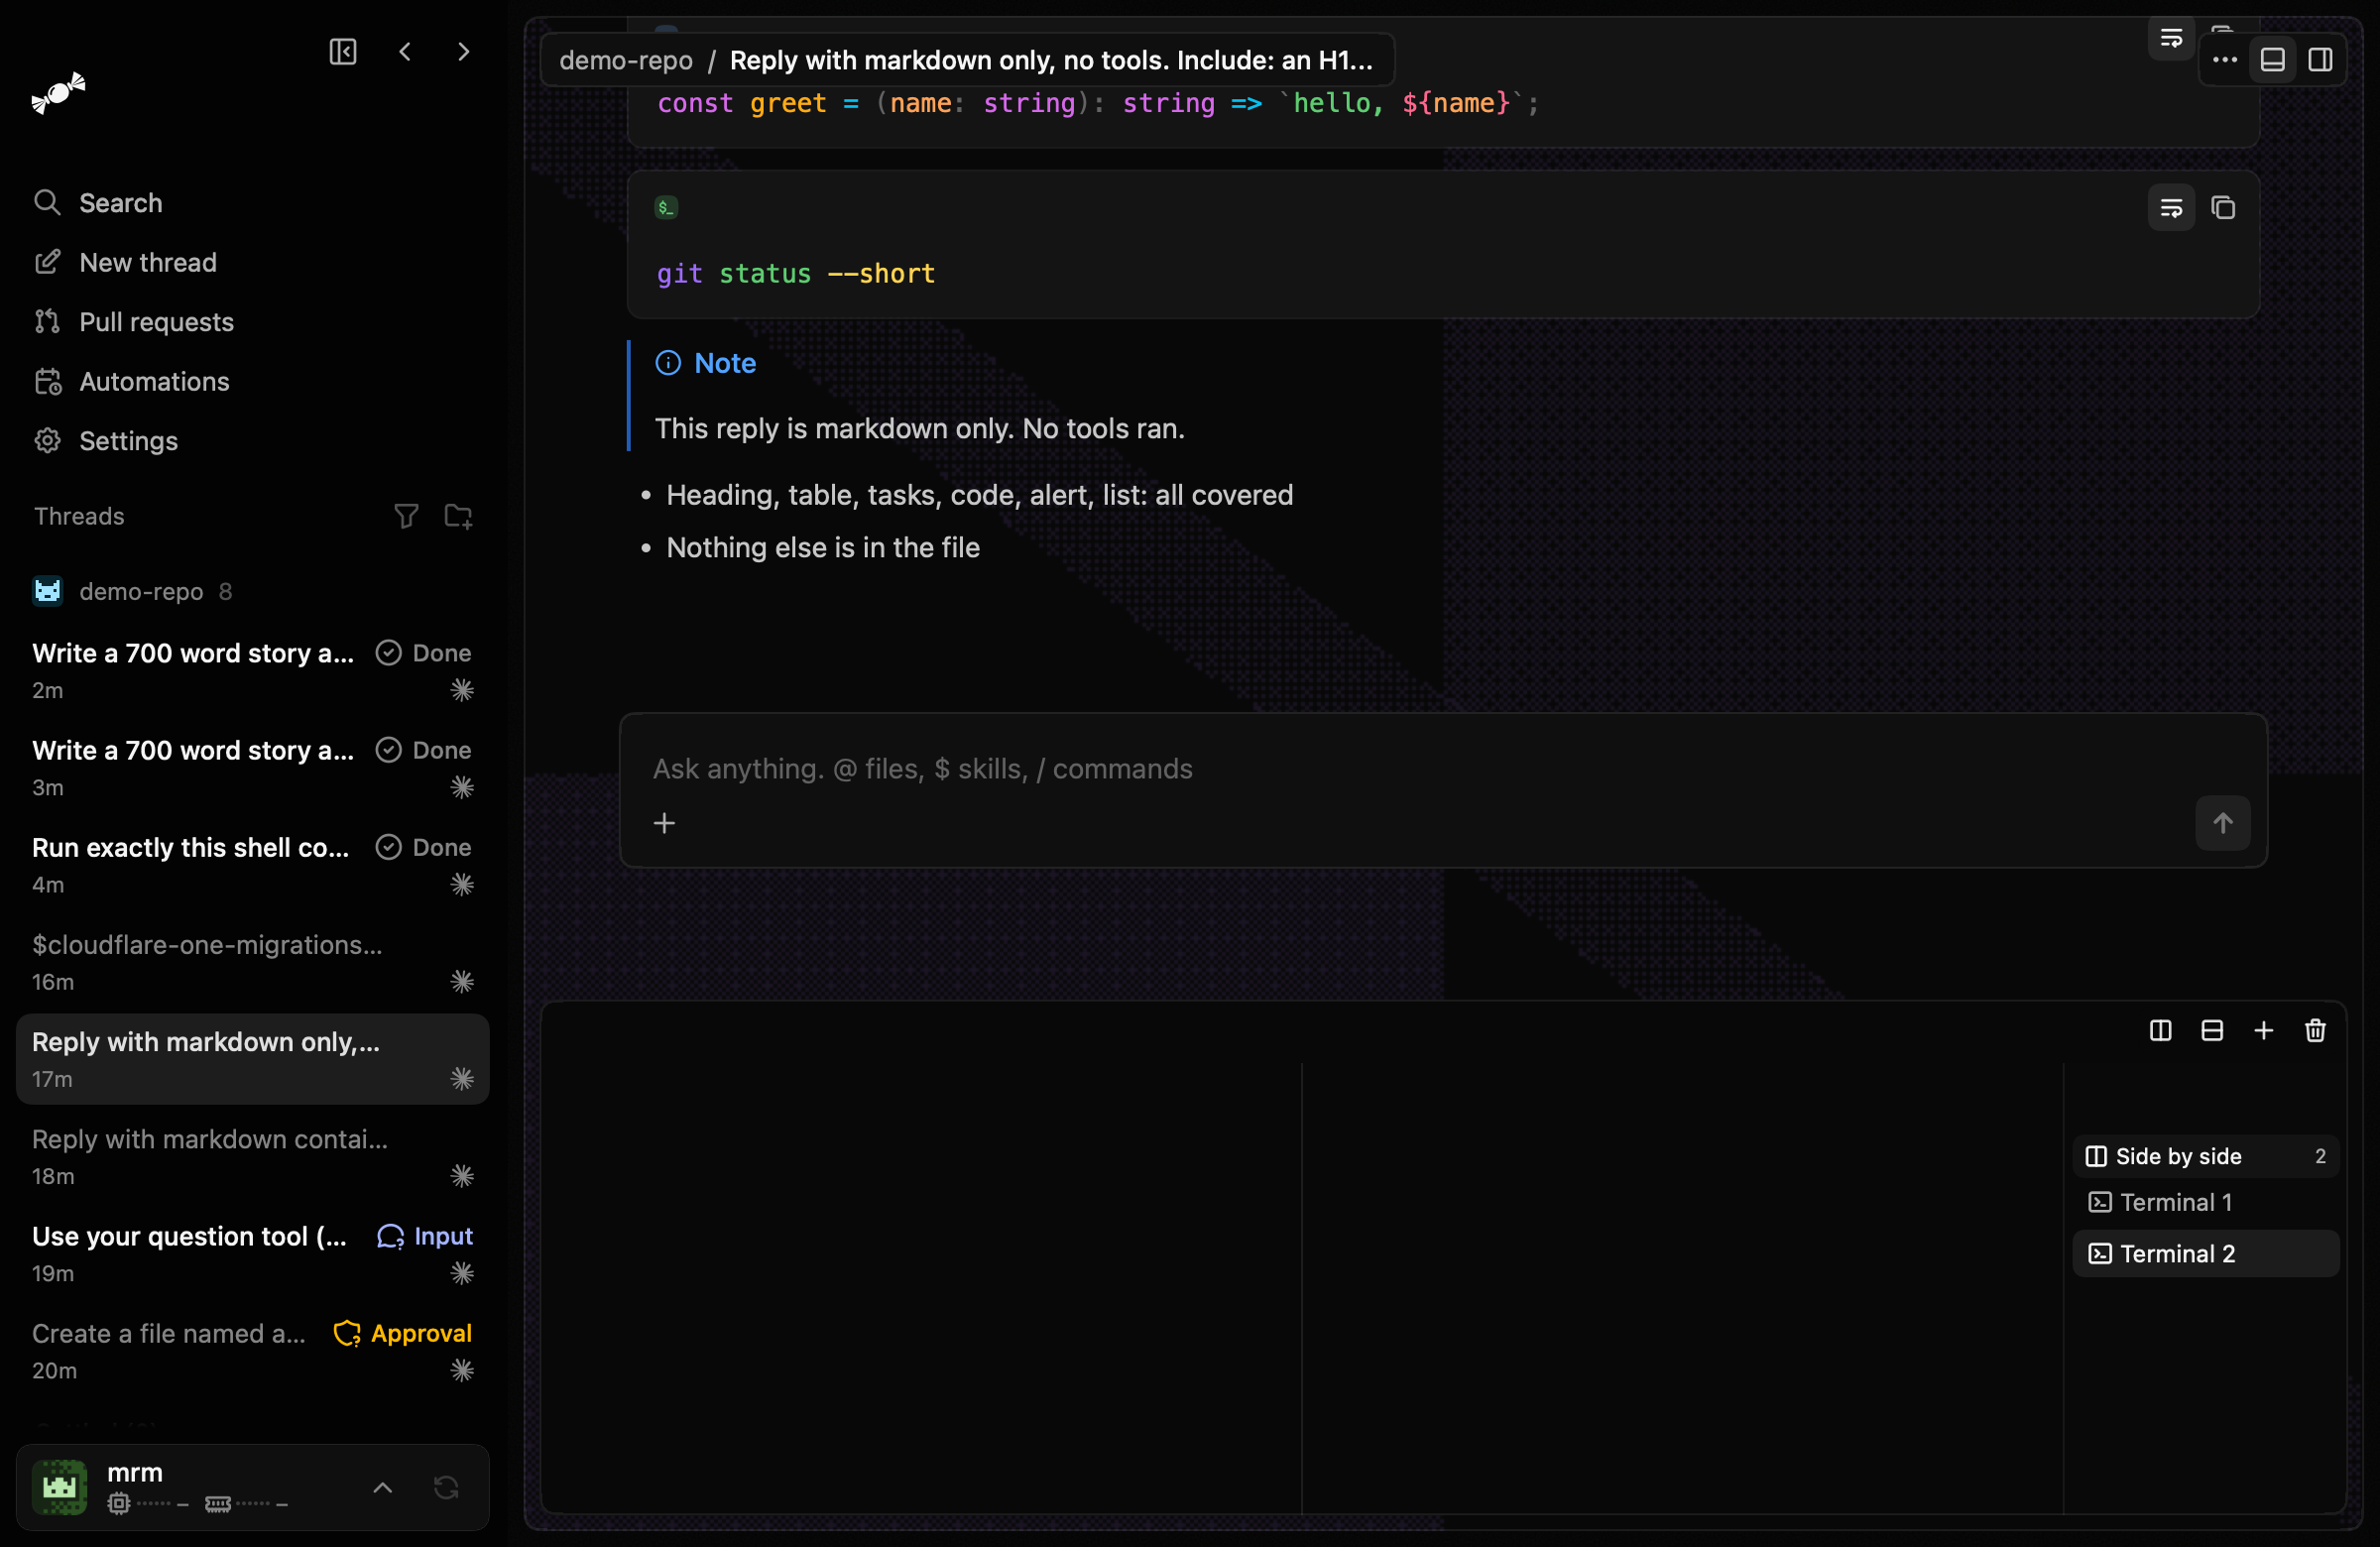 Search
New thread
Pull requests
Automations
Settings
Threads
demo-repo 8
Write a 700 word story a... Done
2m
Write a 700 word story a... Done
3m
Run exactly this shell co... Done
4m
$cloudflare-one-migrations...
16m
Reply with markdown only,...
17m
Reply with markdown contai...
18m
Use your question tool (... Input
19m
Create a file named a... Approval
20m
mrm
demo-repo / Reply with markdown only, no tools. Include: an H1...
const greet = (name: string): string => `hello, ${name}`;
$_
git status --short
Note
This reply is markdown only. No tools ran.
• Heading, table, tasks, code, alert, list: all covered
• Nothing else is in the file
Ask anything. @ files, $ skills, / commands
Side by side 2
Terminal 1
Terminal 2